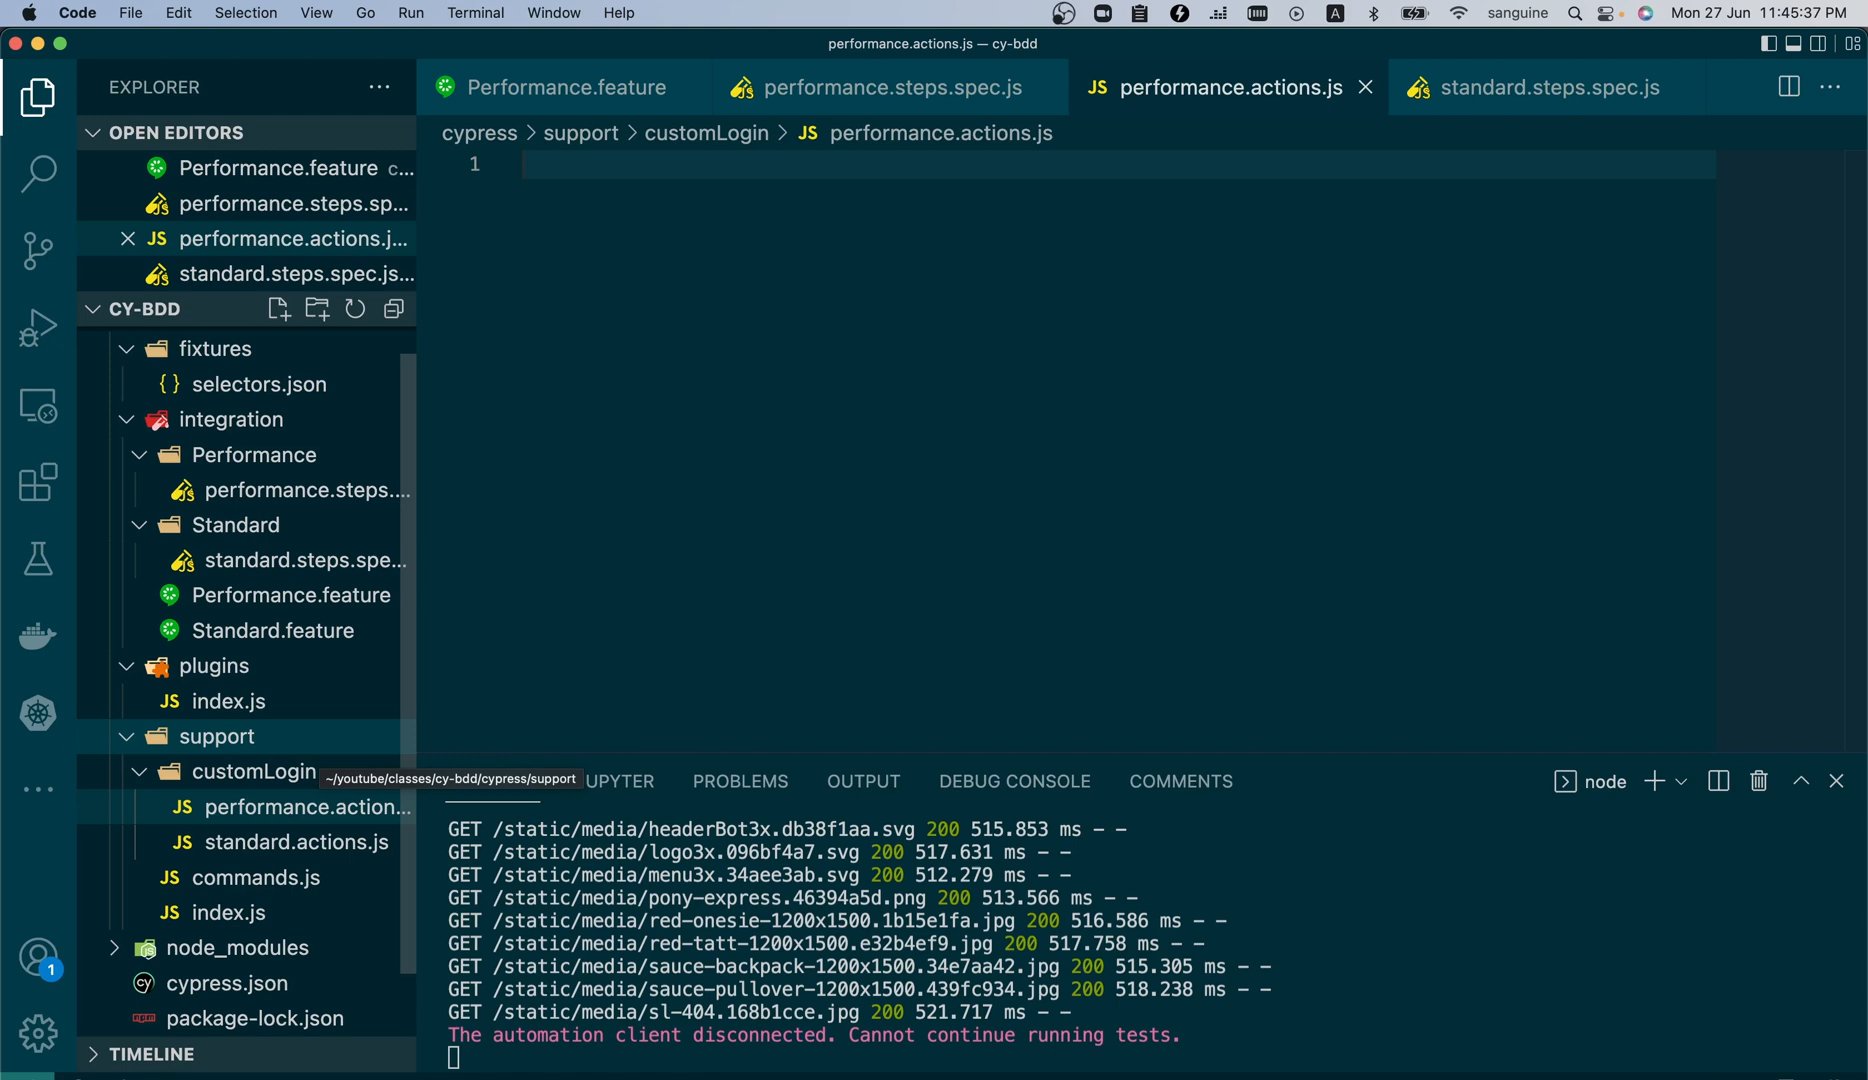 Code File Edit Selection View Go Run Terminal Window Help
A sanguine Mon 27 Jun 11:45:37 PM
performance.actions.js — cy-bdd
EXPLORER
Performance.feature performance.steps.spec.js JS performance.actions.js standard.steps.spec.js
OPEN EDITORS
cypress > support > customLogin > JS performance.actions.js
1
Performance.feature c...
performance.steps.sp...
JS performance.actions.j...
standard.steps.spec.js...
CY-BDD
fixtures
{ } selectors.json
integration
Performance
performance.steps....
Standard
standard.steps.spe...
Performance.feature
Standard.feature
plugins
JS index.js
support
customLogin
~/youtube/classes/cy-bdd/cypress/support
JS performance.action...
JS standard.actions.js
JS commands.js
JS index.js
node_modules
cy cypress.json
npm package-lock.json
TIMELINE
1
UPYTER PROBLEMS OUTPUT DEBUG CONSOLE COMMENTS
node
GET /static/media/headerBot3x.db38f1aa.svg 200 515.853 ms - -
GET /static/media/logo3x.096bf4a7.svg 200 517.631 ms - -
GET /static/media/menu3x.34aee3ab.svg 200 512.279 ms - -
GET /static/media/pony-express.46394a5d.png 200 513.566 ms - -
GET /static/media/red-onesie-1200x1500.1b15e1fa.jpg 200 516.586 ms - -
GET /static/media/red-tatt-1200x1500.e32b4ef9.jpg 200 517.758 ms - -
GET /static/media/sauce-backpack-1200x1500.34e7aa42.jpg 200 515.305 ms - -
GET /static/media/sauce-pullover-1200x1500.439fc934.jpg 200 518.238 ms - -
GET /static/media/sl-404.168b1cce.jpg 200 521.717 ms - -
The automation client disconnected. Cannot continue running tests.